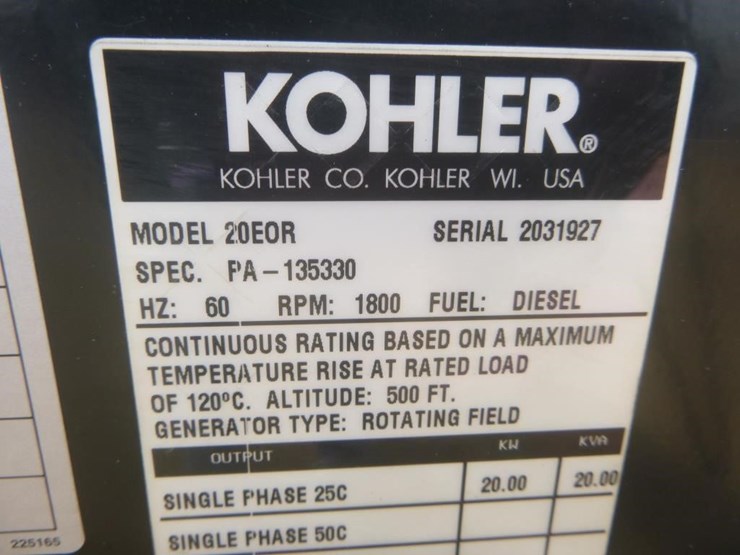 KOHLER®
KOHLER CO. KOHLER WI. USA
MODEL 20EOR SERIAL 2031927
SPEC. PA-135330
HZ: 60 RPM: 1800 FUEL: DIESEL
CONTINUOUS RATING BASED ON A MAXIMUM
TEMPERATURE RISE AT RATED LOAD
OF 120ºC. ALTITUDE: 500 FT.
GENERATOR TYPE: ROTATING FIELD
OUTPUT KW KVA
SINGLE PHASE 25C 20.00 20.00
SINGLE PHASE 50C
225165